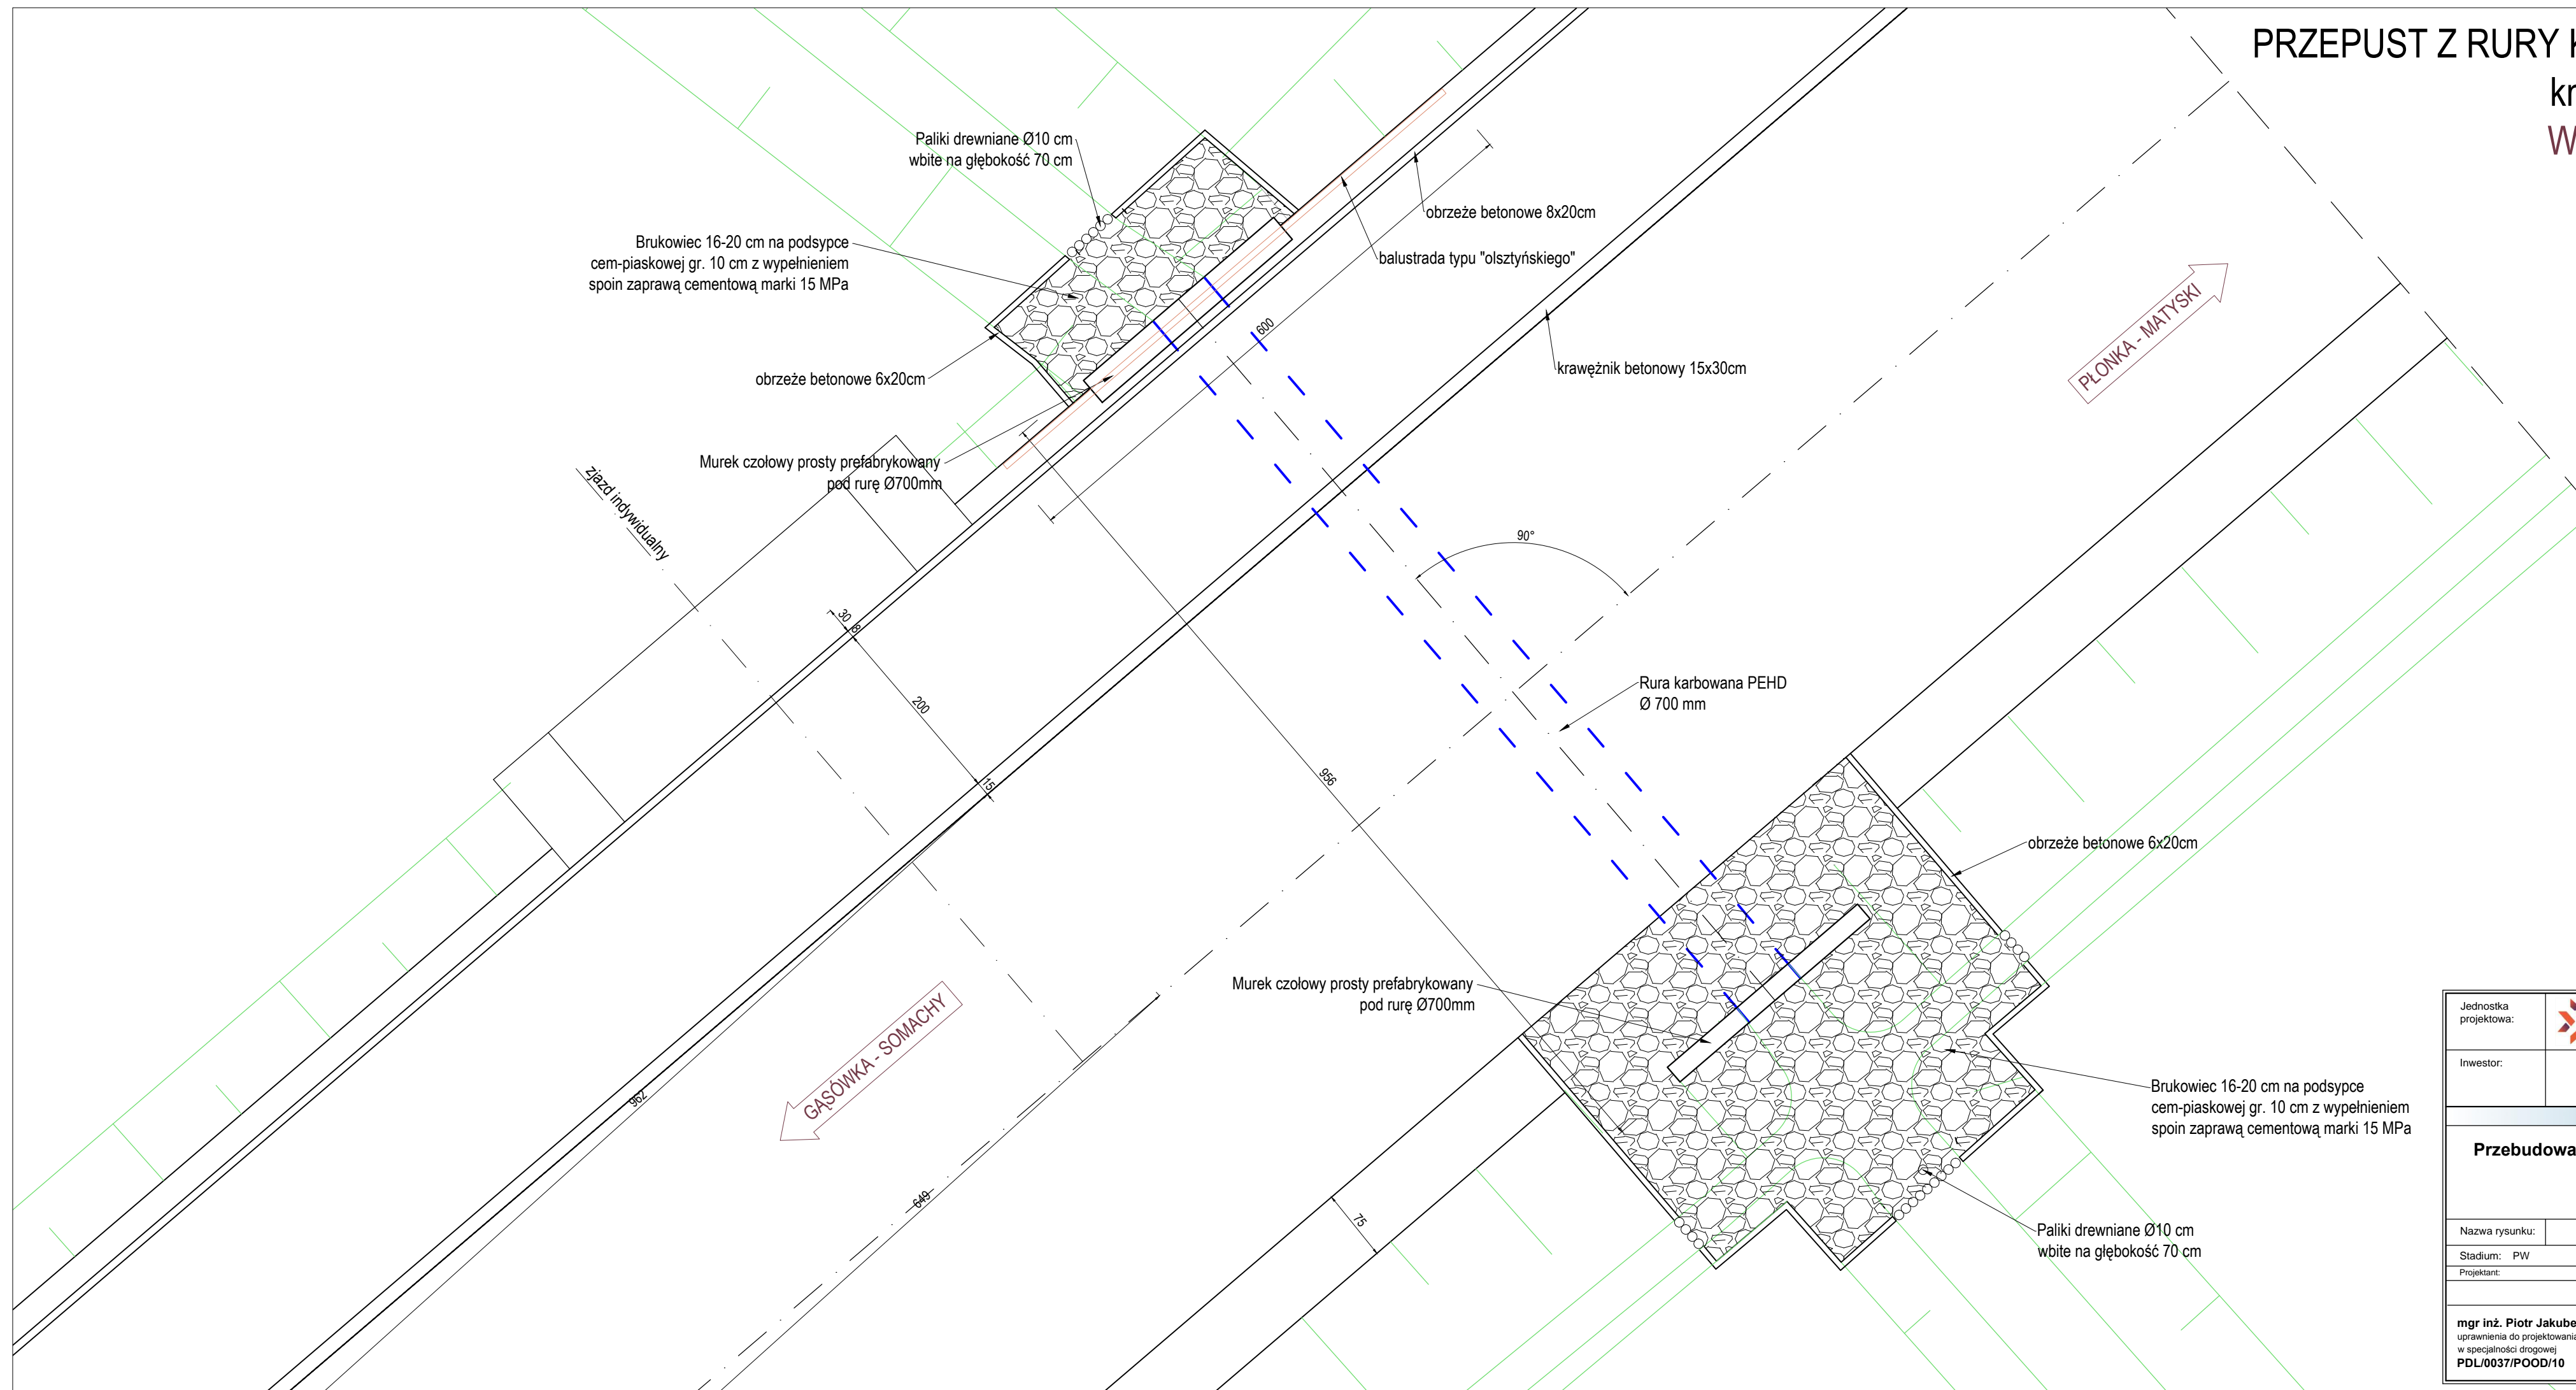 PRZEPUST Z RURY
Paliki drewniane Ø10 cm
wbite na głębokość 70 cm
Brukowiec 16-20 cm na podsypce
cem-piaskowej gr. 10 cm z wypełnieniem
spoin zaprawą cementową marki 15 MPa
obrzeże betonowe 8x20cm
balustrada typu "olsztyńskiego"
600
PŁONKA - MATYSKI
krawężnik betonowy 15x30cm
obrzeże betonowe 6x20cm
Murek czołowy prosty prefabrykowany
pod rurę Ø700mm
zjazd indywidualny
90°
30
8
200
15
956
Rura karbowana PEHD
Ø 700 mm
obrzeże betonowe 6x20cm
Murek czołowy prosty prefabrykowany
pod rurę Ø700mm
GĄSÓWKA - SOMACHY
962
649
75
Brukowiec 16-20 cm na podsypce
cem-piaskowej gr. 10 cm z wypełnieniem
spoin zaprawą cementową marki 15 MPa
Paliki drewniane Ø10 cm
wbite na głębokość 70 cm
Jednostka
projektowa:
Inwestor:
Przebudowa
Nazwa rysunku:
Stadium: PW
Projektant:
mgr inż. Piotr Jakube
uprawnienia do projektowania
w specjalności drogowej
PDL/0037/POOD/10